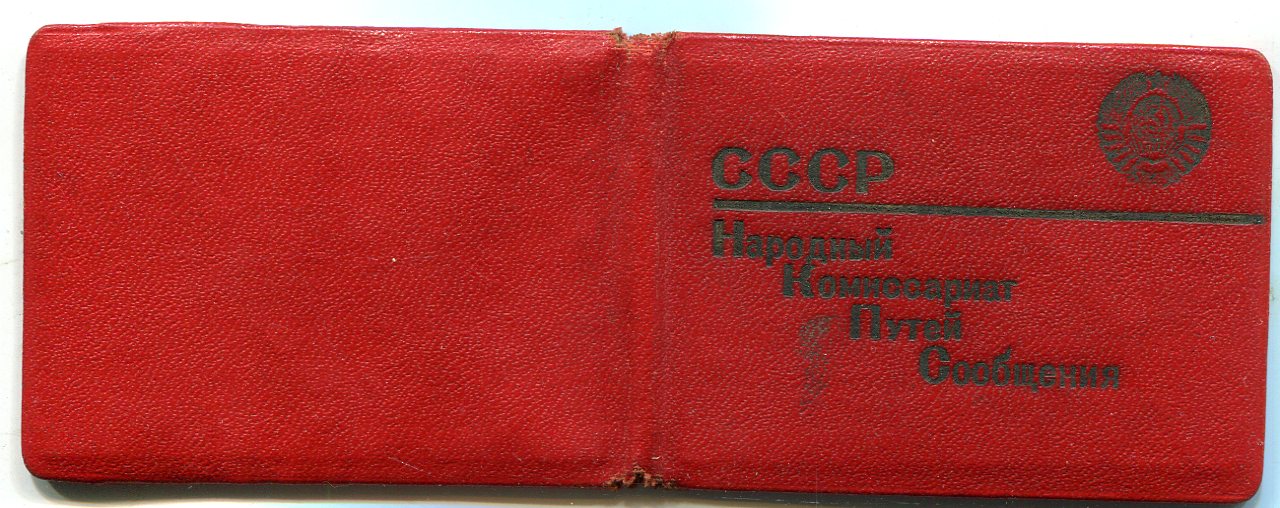 СССР
Народный
Комиссариат
Путей
Сообщения